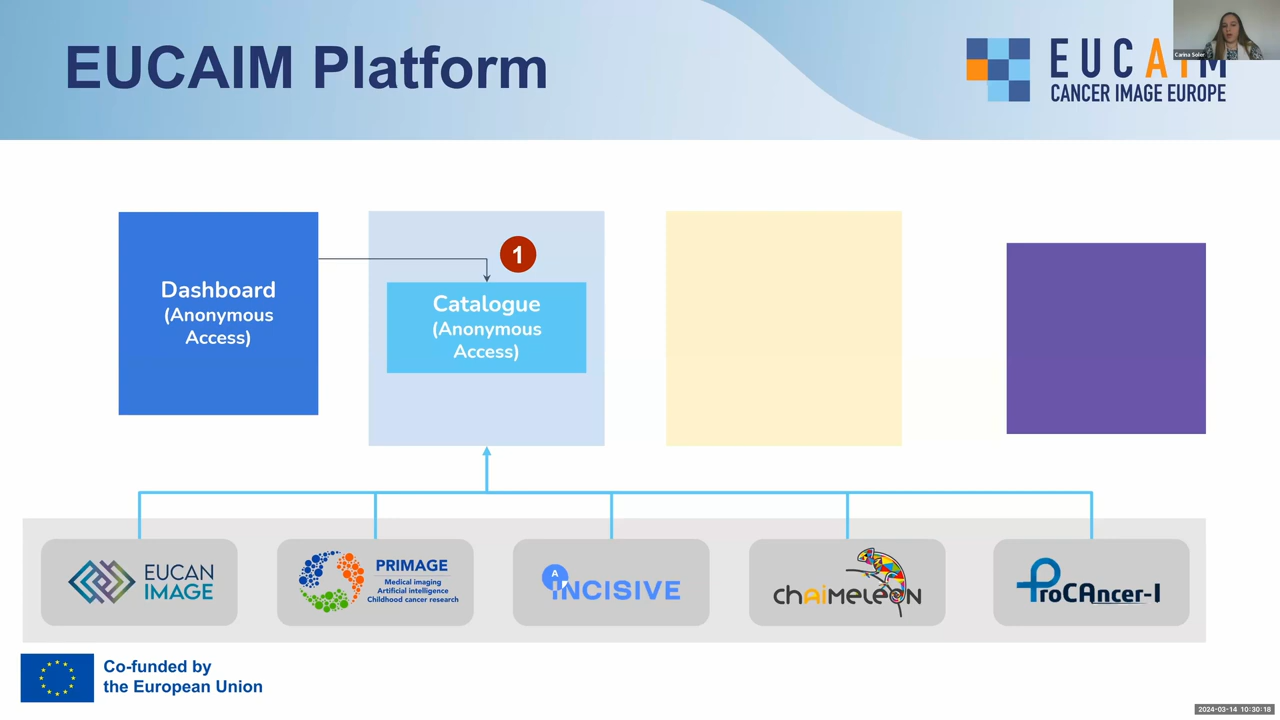 EUCAIM Platform
EUCAIM
CANCER IMAGE EUROPE
Carina Soler
1
Dashboard
(Anonymous
Access)
Catalogue
(Anonymous
Access)
EUCAN
IMAGE
PRIMAGE
Medical imaging
Artificial intelligence
Childhood cancer research
A
INCISIVE
chAiMELEON
ProCAncer-I
Co-funded by
the European Union
2024-03-14 10:30:18